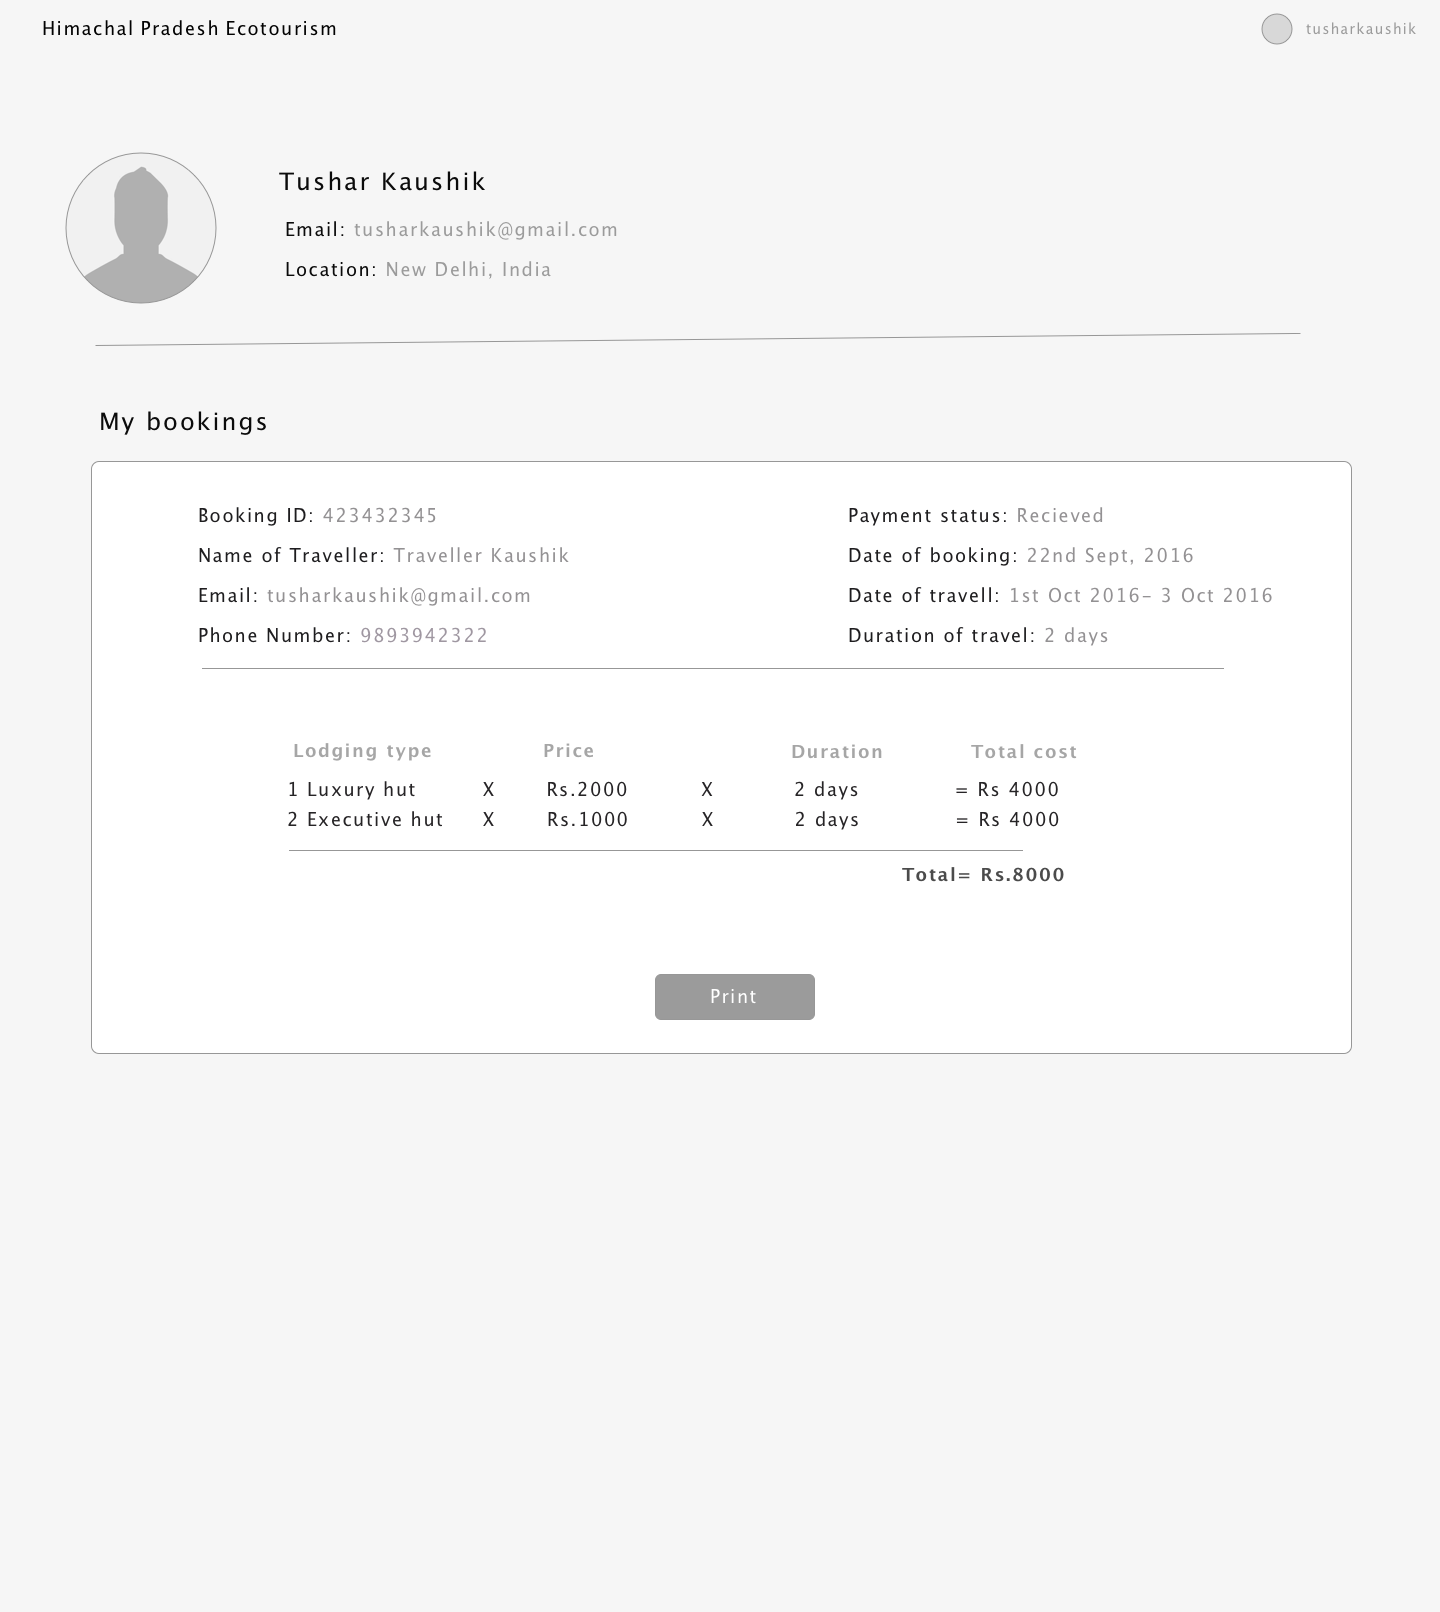 Himachal Pradesh Ecotourism
tusharkaushik
Tushar Kaushik
Email: tusharkaushik@gmail.com
Location: New Delhi, India
My bookings
Booking ID: 423432345
Name of Traveller: Traveller Kaushik
Email: tusharkaushik@gmail.com
Phone Number: 9893942322
Payment status: Recieved
Date of booking: 22nd Sept, 2016
Date of travell: 1st Oct 2016– 3 Oct 2016
Duration of travel: 2 days
Lodging type Price Duration Total cost
1 Luxury hut X Rs.2000 X 2 days = Rs 4000
2 Executive hut X Rs.1000 X 2 days = Rs 4000
Total= Rs.8000
Print